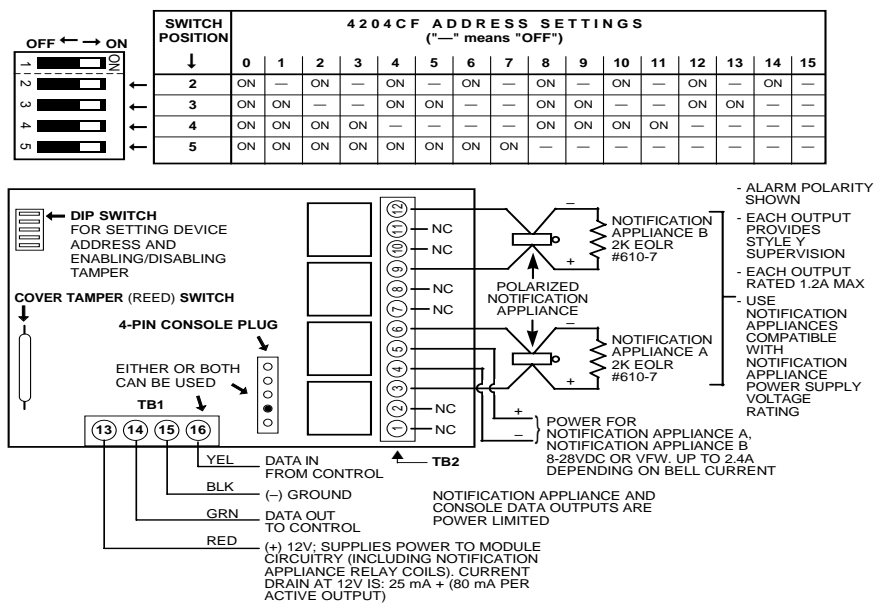 OFF ← → ON
ON
1
2
3
4
5
SWITCH POSITION ↓
4204CF ADDRESS SETTINGS
("—" means "OFF")
0 1 2 3 4 5 6 7 8 9 10 11 12 13 14 15
2 ON — ON — ON — ON — ON — ON — ON — ON —
3 ON ON — — ON ON — — ON ON — — ON ON — —
4 ON ON ON ON — — — — ON ON ON ON — — — —
5 ON ON ON ON ON ON ON ON — — — — — — — —
DIP SWITCH
FOR SETTING DEVICE
ADDRESS AND
ENABLING/DISABLING
TAMPER
COVER TAMPER (REED) SWITCH
4-PIN CONSOLE PLUG
EITHER OR BOTH
CAN BE USED
TB1
13 14 15 16
12
11 NC
10 NC
9
8 NC
7 NC
6
5
4
3
2 NC
1 NC
TB2
–
+
NOTIFICATION
APPLIANCE B
2K EOLR
#610-7
POLARIZED
NOTIFICATION
APPLIANCE
–
+
NOTIFICATION
APPLIANCE A
2K EOLR
#610-7
- ALARM POLARITY
SHOWN
- EACH OUTPUT
PROVIDES
STYLE Y
SUPERVISION
- EACH OUTPUT
RATED 1.2A MAX
- USE
NOTIFICATION
APPLIANCES
COMPATIBLE
WITH
NOTIFICATION
APPLIANCE
POWER SUPPLY
VOLTAGE
RATING
+
–
POWER FOR
NOTIFICATION APPLIANCE A,
NOTIFICATION APPLIANCE B
8-28VDC OR VFW. UP TO 2.4A
DEPENDING ON BELL CURRENT
YEL DATA IN
FROM CONTROL
BLK (–) GROUND
GRN DATA OUT
TO CONTROL
RED (+) 12V; SUPPLIES POWER TO MODULE
CIRCUITRY (INCLUDING NOTIFICATION
APPLIANCE RELAY COILS). CURRENT
DRAIN AT 12V IS: 25 mA + (80 mA PER
ACTIVE OUTPUT)
NOTIFICATION APPLIANCE AND
CONSOLE DATA OUTPUTS ARE
POWER LIMITED